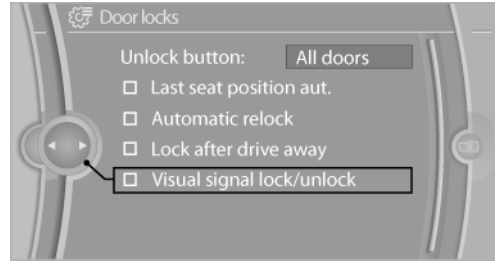 Door locks
Unlock button: All doors
Last seat position aut.
Automatic relock
Lock after drive away
Visual signal lock/unlock